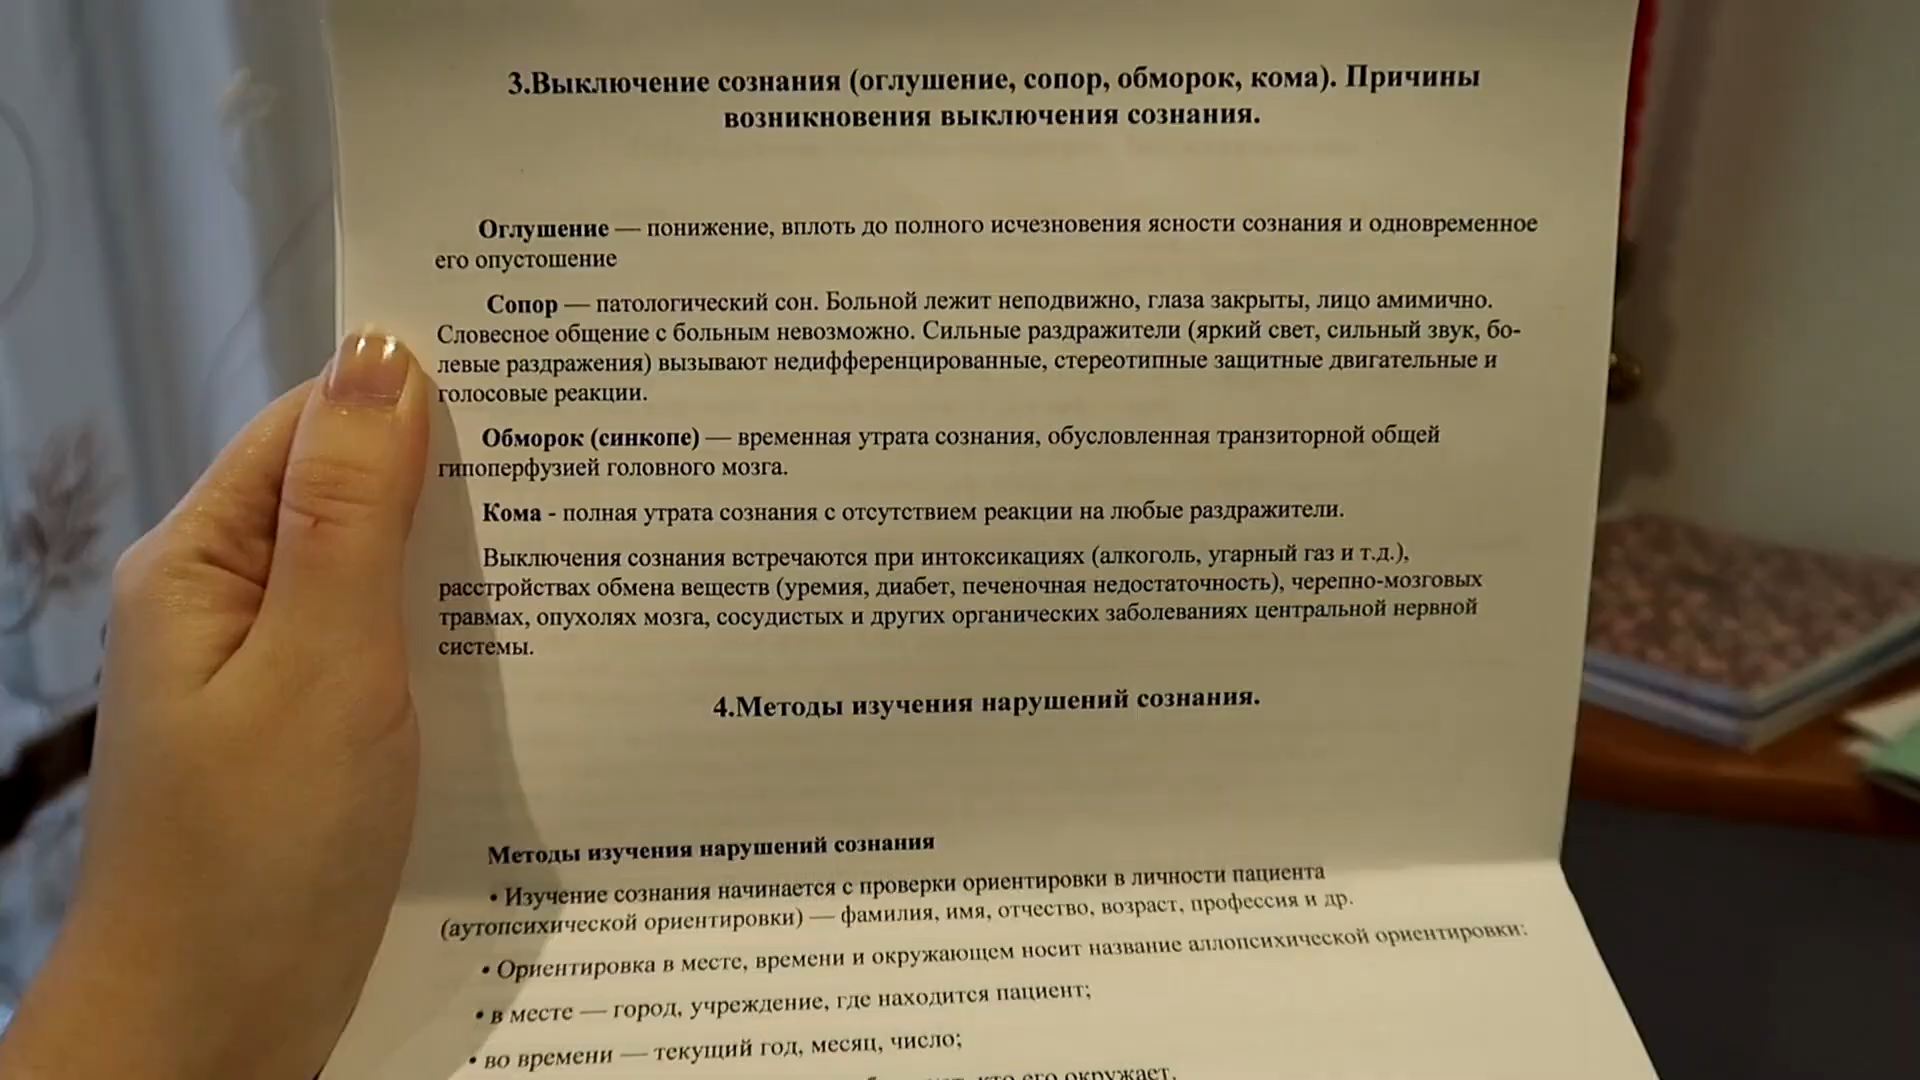 3.Выключение сознания (оглушение, сопор, обморок, кома). Причины
возникновения выключения сознания.
Оглушение — понижение, вплоть до полного исчезновения ясности сознания и одновременное
его опустошение
Сопор — патологический сон. Больной лежит неподвижно, глаза закрыты, лицо амимично.
Словесное общение с больным невозможно. Сильные раздражители (яркий свет, сильный звук, бо-
левые раздражения) вызывают недифференцированные, стереотипные защитные двигательные и
голосовые реакции.
Обморок (синкопе) — временная утрата сознания, обусловленная транзиторной общей
гипоперфузией головного мозга.
Кома - полная утрата сознания с отсутствием реакции на любые раздражители.
Выключения сознания встречаются при интоксикациях (алкоголь, угарный газ и т.д.),
расстройствах обмена веществ (уремия, диабет, печеночная недостаточность), черепно-мозговых
травмах, опухолях мозга, сосудистых и других органических заболеваниях центральной нервной
системы.
4.Методы изучения нарушений сознания.
Методы изучения нарушений сознания
• Изучение сознания начинается с проверки ориентировки в личности пациента
(аутопсихической ориентировки) — фамилия, имя, отчество, возраст, профессия и др.
• Ориентировка в месте, времени и окружающем носит название аллопсихической ориентировки:
• в месте — город, учреждение, где находится пациент;
• во времени — текущий год, месяц, число;
кто его окружает.